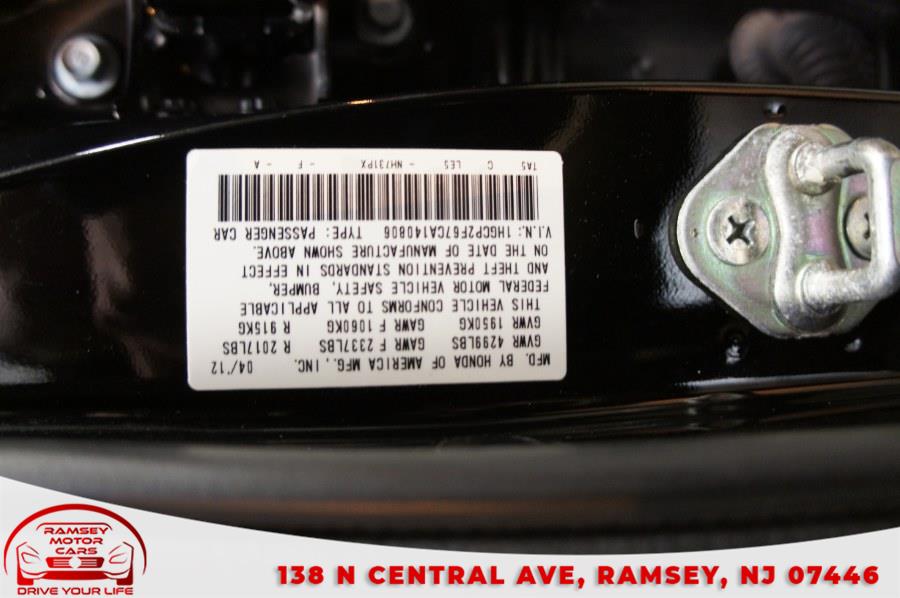 MFD. BY HONDA OF AMERICA MFG., INC. 04/'12
GVWR 4299LBS GAWR F 2337LBS R 2017LBS
GVWR 1950KG GAWR F 1060KG R 915KG
THIS VEHICLE CONFORMS TO ALL APPLICABLE
FEDERAL MOTOR VEHICLE SAFETY, BUMPER,
AND THEFT PREVENTION STANDARDS IN EFFECT
ON THE DATE OF MANUFACTURE SHOWN ABOVE.
V.I.N.: 1HGCP2F67CA140806 TYPE: PASSENGER CAR
TA5 C LE5 - NH731PX - F - A
RAMSEY
MOTOR
CARS
DRIVE YOUR LIFE
138 N CENTRAL AVE, RAMSEY, NJ 07446